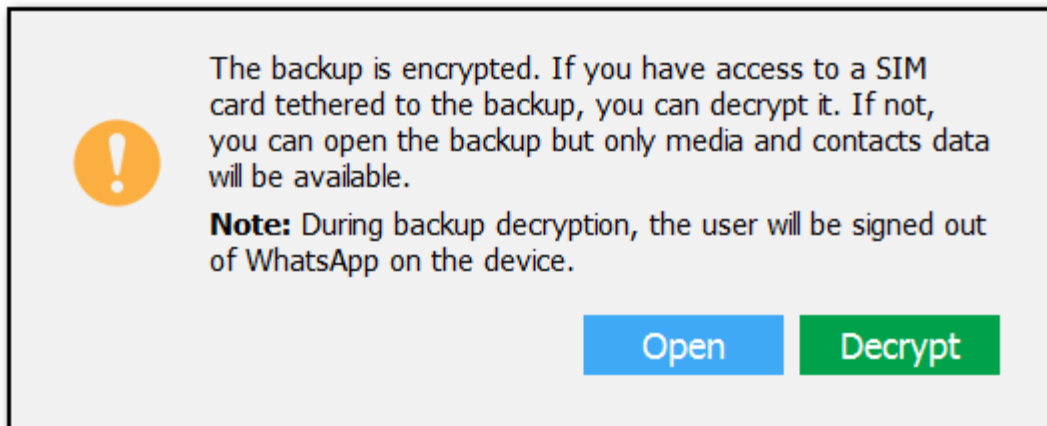 The backup is encrypted. If you have access to a SIM
card tethered to the backup, you can decrypt it. If not,
you can open the backup but only media and contacts data
will be available.
Note: During backup decryption, the user will be signed out
of WhatsApp on the device.
Open Decrypt